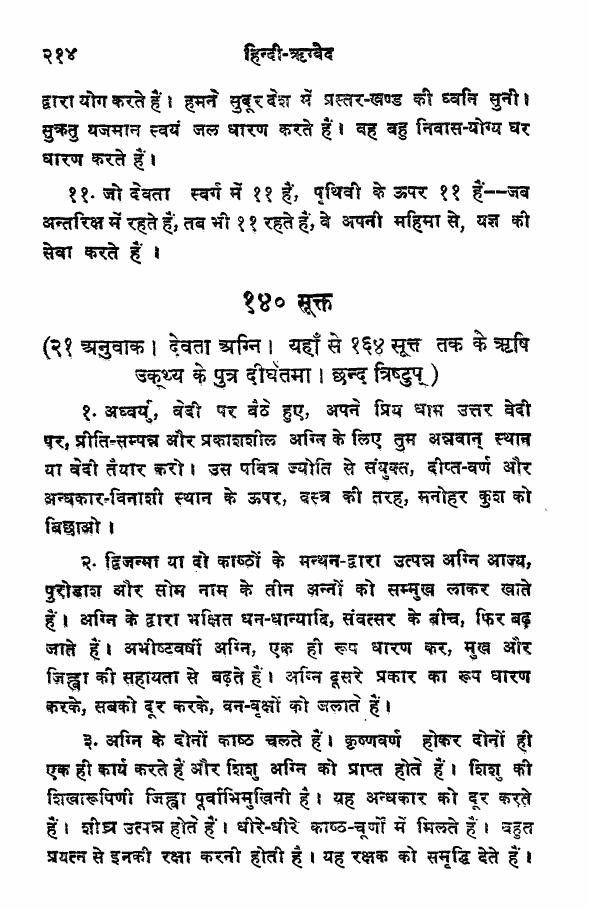 २१४ हिन्दी-ऋग्वेद
द्वारा योग करते हैं। हमने सुदूर देश में प्रस्तर-खण्ड की ध्वनि सुनी।
सुक्रतु यजमान स्वयं जल धारण करते हैं। वह बहु निवास-योग्य घर
धारण करते हैं।
११. जो देवता स्वर्ग में ११ हैं, पृथिवी के ऊपर ११ हैं--जब
अन्तरिक्ष में रहते हैं, तब भी ११ रहते हैं, वे अपनी महिमा से, यज्ञ की
सेवा करते हैं ।
१४० सूक्त
(२१ अनुवाक। देवता अग्नि। यहाँ से १६४ सूत्त तक के ऋषि
उक्थ्य के पुत्र दीर्घतमा। छन्द त्रिष्टुप्)
१. अध्वर्यु, वेदी पर बैठे हुए, अपने प्रिय धाम उत्तर वेदी
पर, प्रीति-सम्पन्न और प्रकाशशील अग्नि के लिए तुम अन्नवान् स्थान
या वेदी तैयार करो। उस पवित्र ज्योति से संयुक्त, दीप्त-वर्ण और
अन्धकार-विनाशी स्थान के ऊपर, वस्त्र की तरह, मनोहर कुश को
बिछाओ ।
२. द्विजन्मा या दो काष्ठों के मन्थन-द्वारा उत्पन्न अग्नि आज्य,
पुरोडाश और सोम नाम के तीन अन्नों को सम्मुख लाकर खाते
हैं। अग्नि के द्वारा भक्षित धन-धान्यादि, संवत्सर के बीच, फिर बढ़
जाते हैं। अभीष्टवर्षी अग्नि, एक ही रूप धारण कर, मुख और
जिह्वा की सहायता से बढ़ते हैं। अग्नि दूसरे प्रकार का रूप धारण
करके, सबको दूर करके, वन-वृक्षों को जलाते हैं।
३. अग्नि के दोनों काष्ठ चलते हैं। कृष्णवर्ण होकर दोनों ही
एक ही कार्य करते हैं और शिशु अग्नि को प्राप्त होते हैं। शिशु की
शिखारूपिणी जिह्वा पूर्वाभिमुखिनी है। यह अन्धकार को दूर करते
हैं। शीघ्र उत्पन्न होते हैं। धीरे-धीरे काष्ठ-चूर्णों में मिलते हैं। बहुत
प्रयत्न से इनकी रक्षा करनी होती है। यह रक्षक को समृद्धि देते हैं।